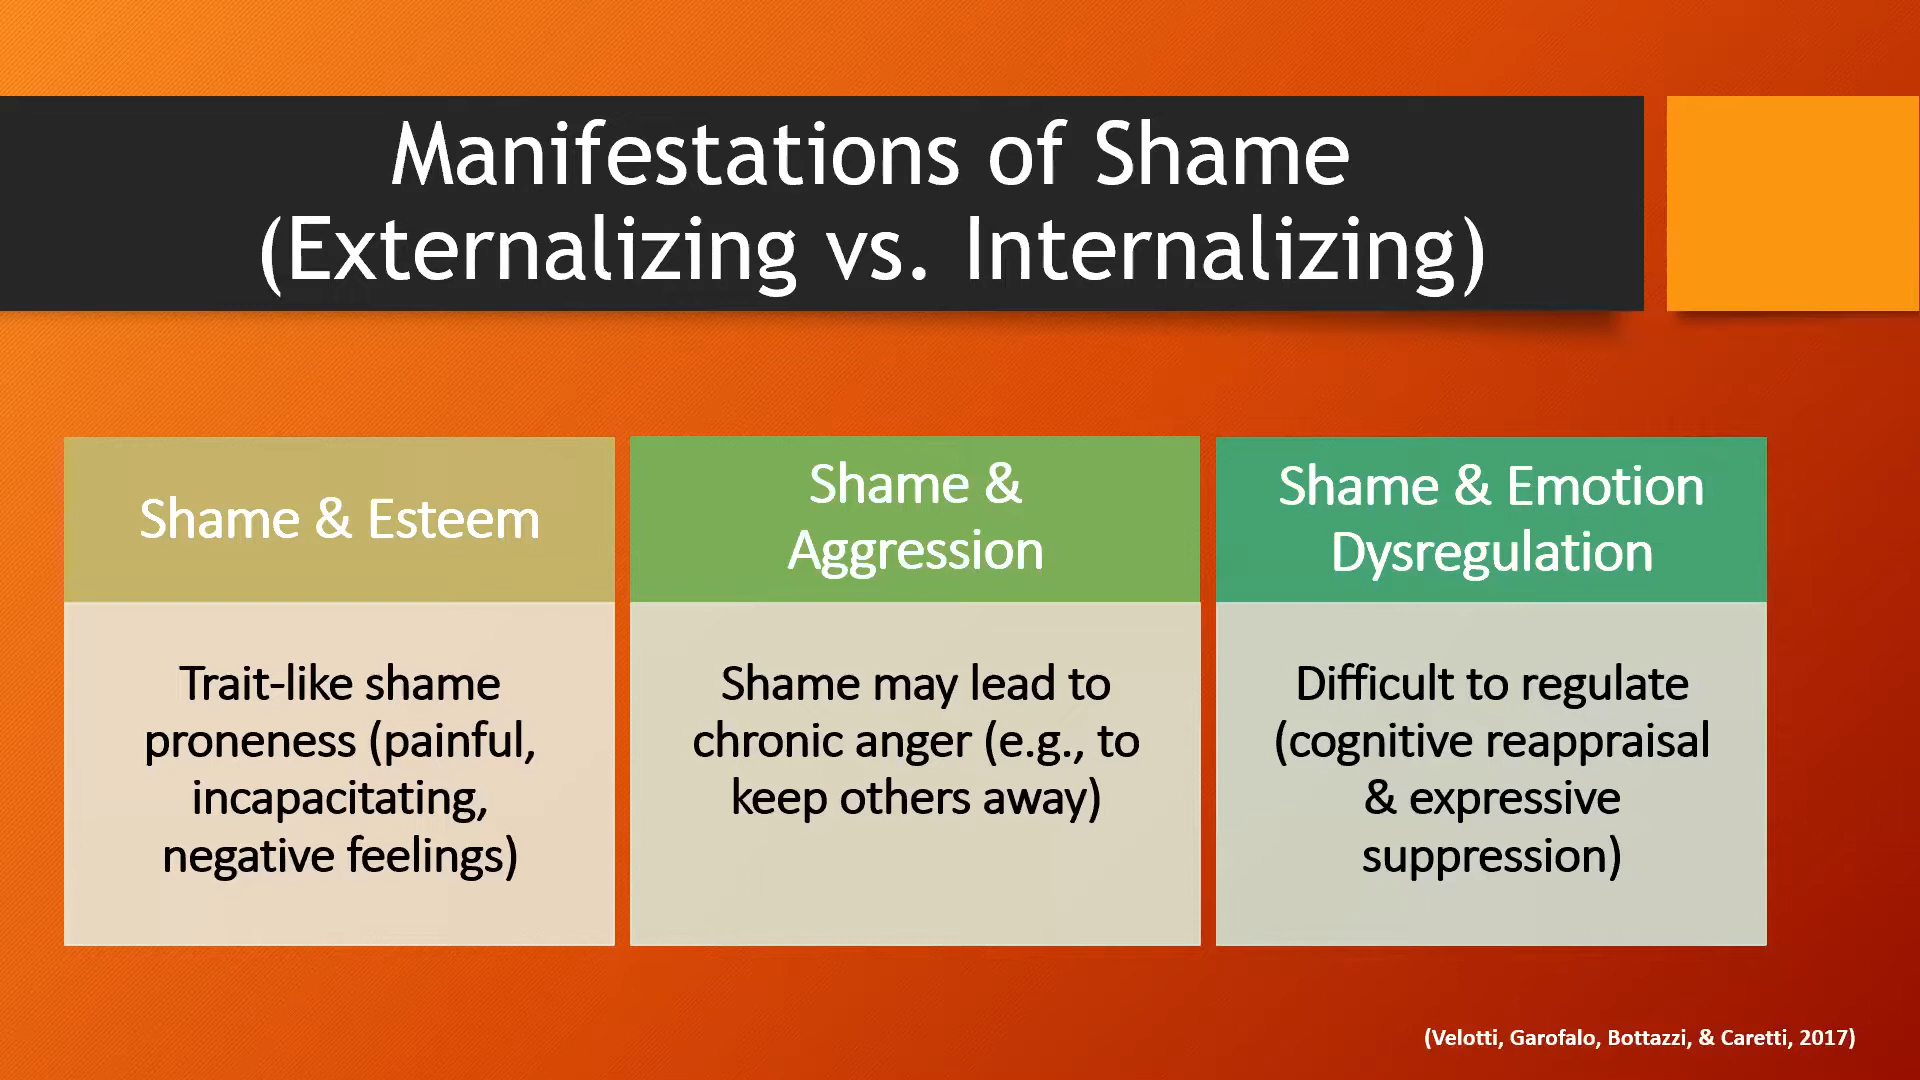 Manifestations of Shame
(Externalizing vs. Internalizing)
Shame & Esteem
Trait-like shame
proneness (painful,
incapacitating,
negative feelings)
Shame &
Aggression
Shame may lead to
chronic anger (e.g., to
keep others away)
Shame & Emotion
Dysregulation
Difficult to regulate
(cognitive reappraisal
& expressive
suppression)
(Velotti, Garofalo, Bottazzi, & Caretti, 2017)